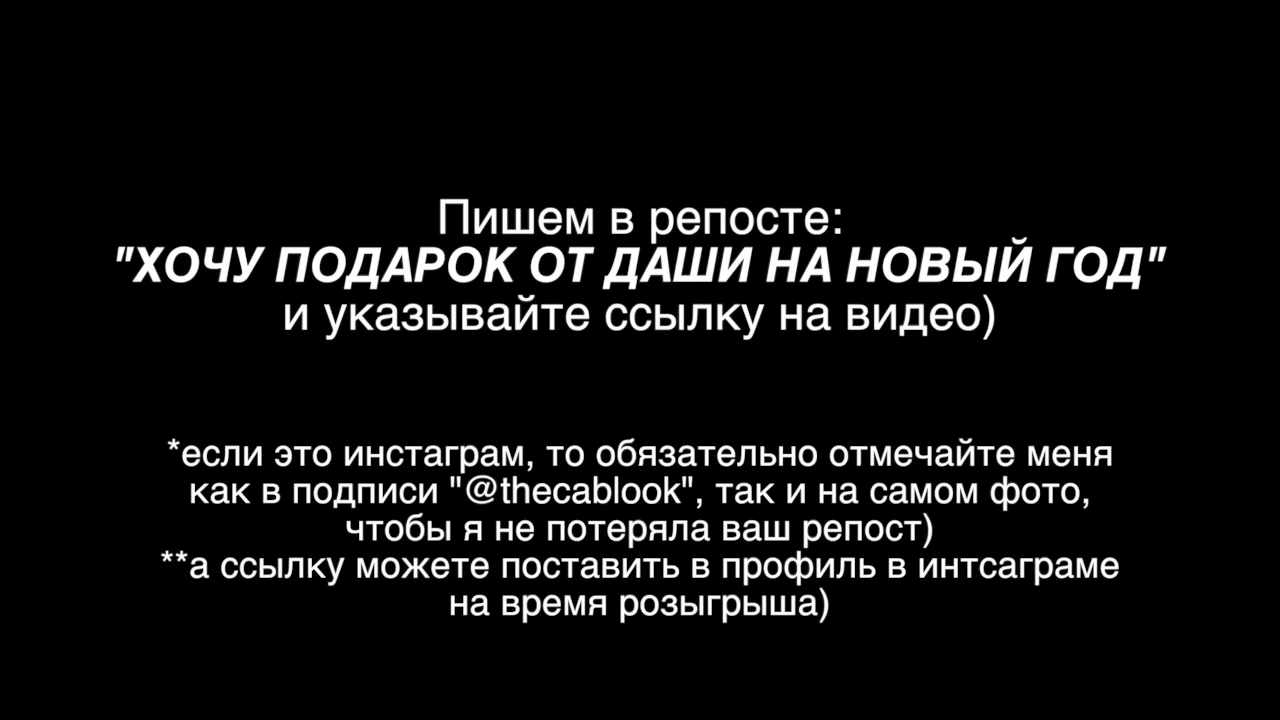 Пишем в репосте:
"ХОЧУ ПОДАРОК ОТ ДАШИ НА НОВЫЙ ГОД"
и указывайте ссылку на видео)
*если это инстаграм, то обязательно отмечайте меня
как в подписи "@thecablook", так и на самом фото,
чтобы я не потеряла ваш репост)
**а ссылку можете поставить в профиль в интсаграме
на время розыгрыша)